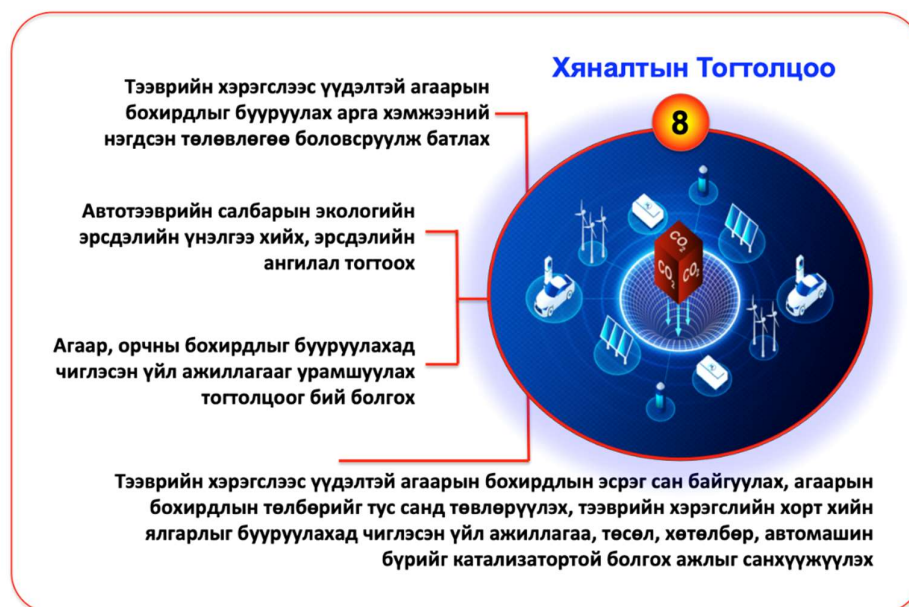 Хяналтын Тогтолцоо
8
Тээврийн хэрэгслээс үүдэлтэй агаарын
бохирдлыг бууруулах арга хэмжээний
нэгдсэн төлөвлөгөө боловсруулж батлах
Автотээврийн салбарын экологийн
эрсдэлийн үнэлгээ хийх, эрсдэлийн
ангилал тогтоох
Агаар, орчны бохирдлыг бууруулахад
чиглэсэн үйл ажиллагааг урамшуулах
тогтолцоог бий болгох
Тээврийн хэрэгслээс үүдэлтэй агаарын бохирдлын эсрэг сан байгуулах, агаарын
бохирдлын төлбөрийг тус санд төвлөрүүлэх, тээврийн хэрэгслийн хорт хийн
ялгарлыг бууруулахад чиглэсэн үйл ажиллагаа, төсөл, хөтөлбөр, автомашин
бүрийг катализатортой болгох ажлыг санхүүжүүлэх
CO₂
CO₂
CO₂